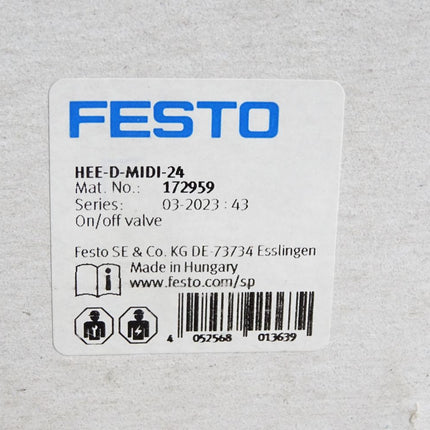 FESTO
HEE-D-MIDI-24
Mat. No.: 172959
Series: 03-2023 : 43
On/off valve
Festo SE & Co. KG DE-73734 Esslingen
Made in Hungary
www.festo.com/sp
4 052568 013639